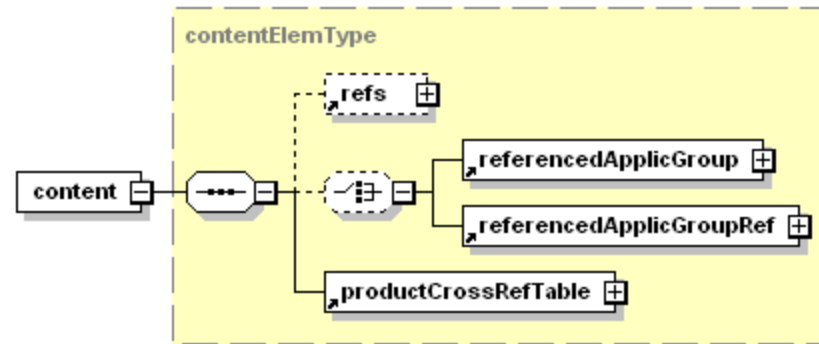 contentElemType
refs
referencedApplicGroup
content
referencedApplicGroupRef
productCrossRefTable